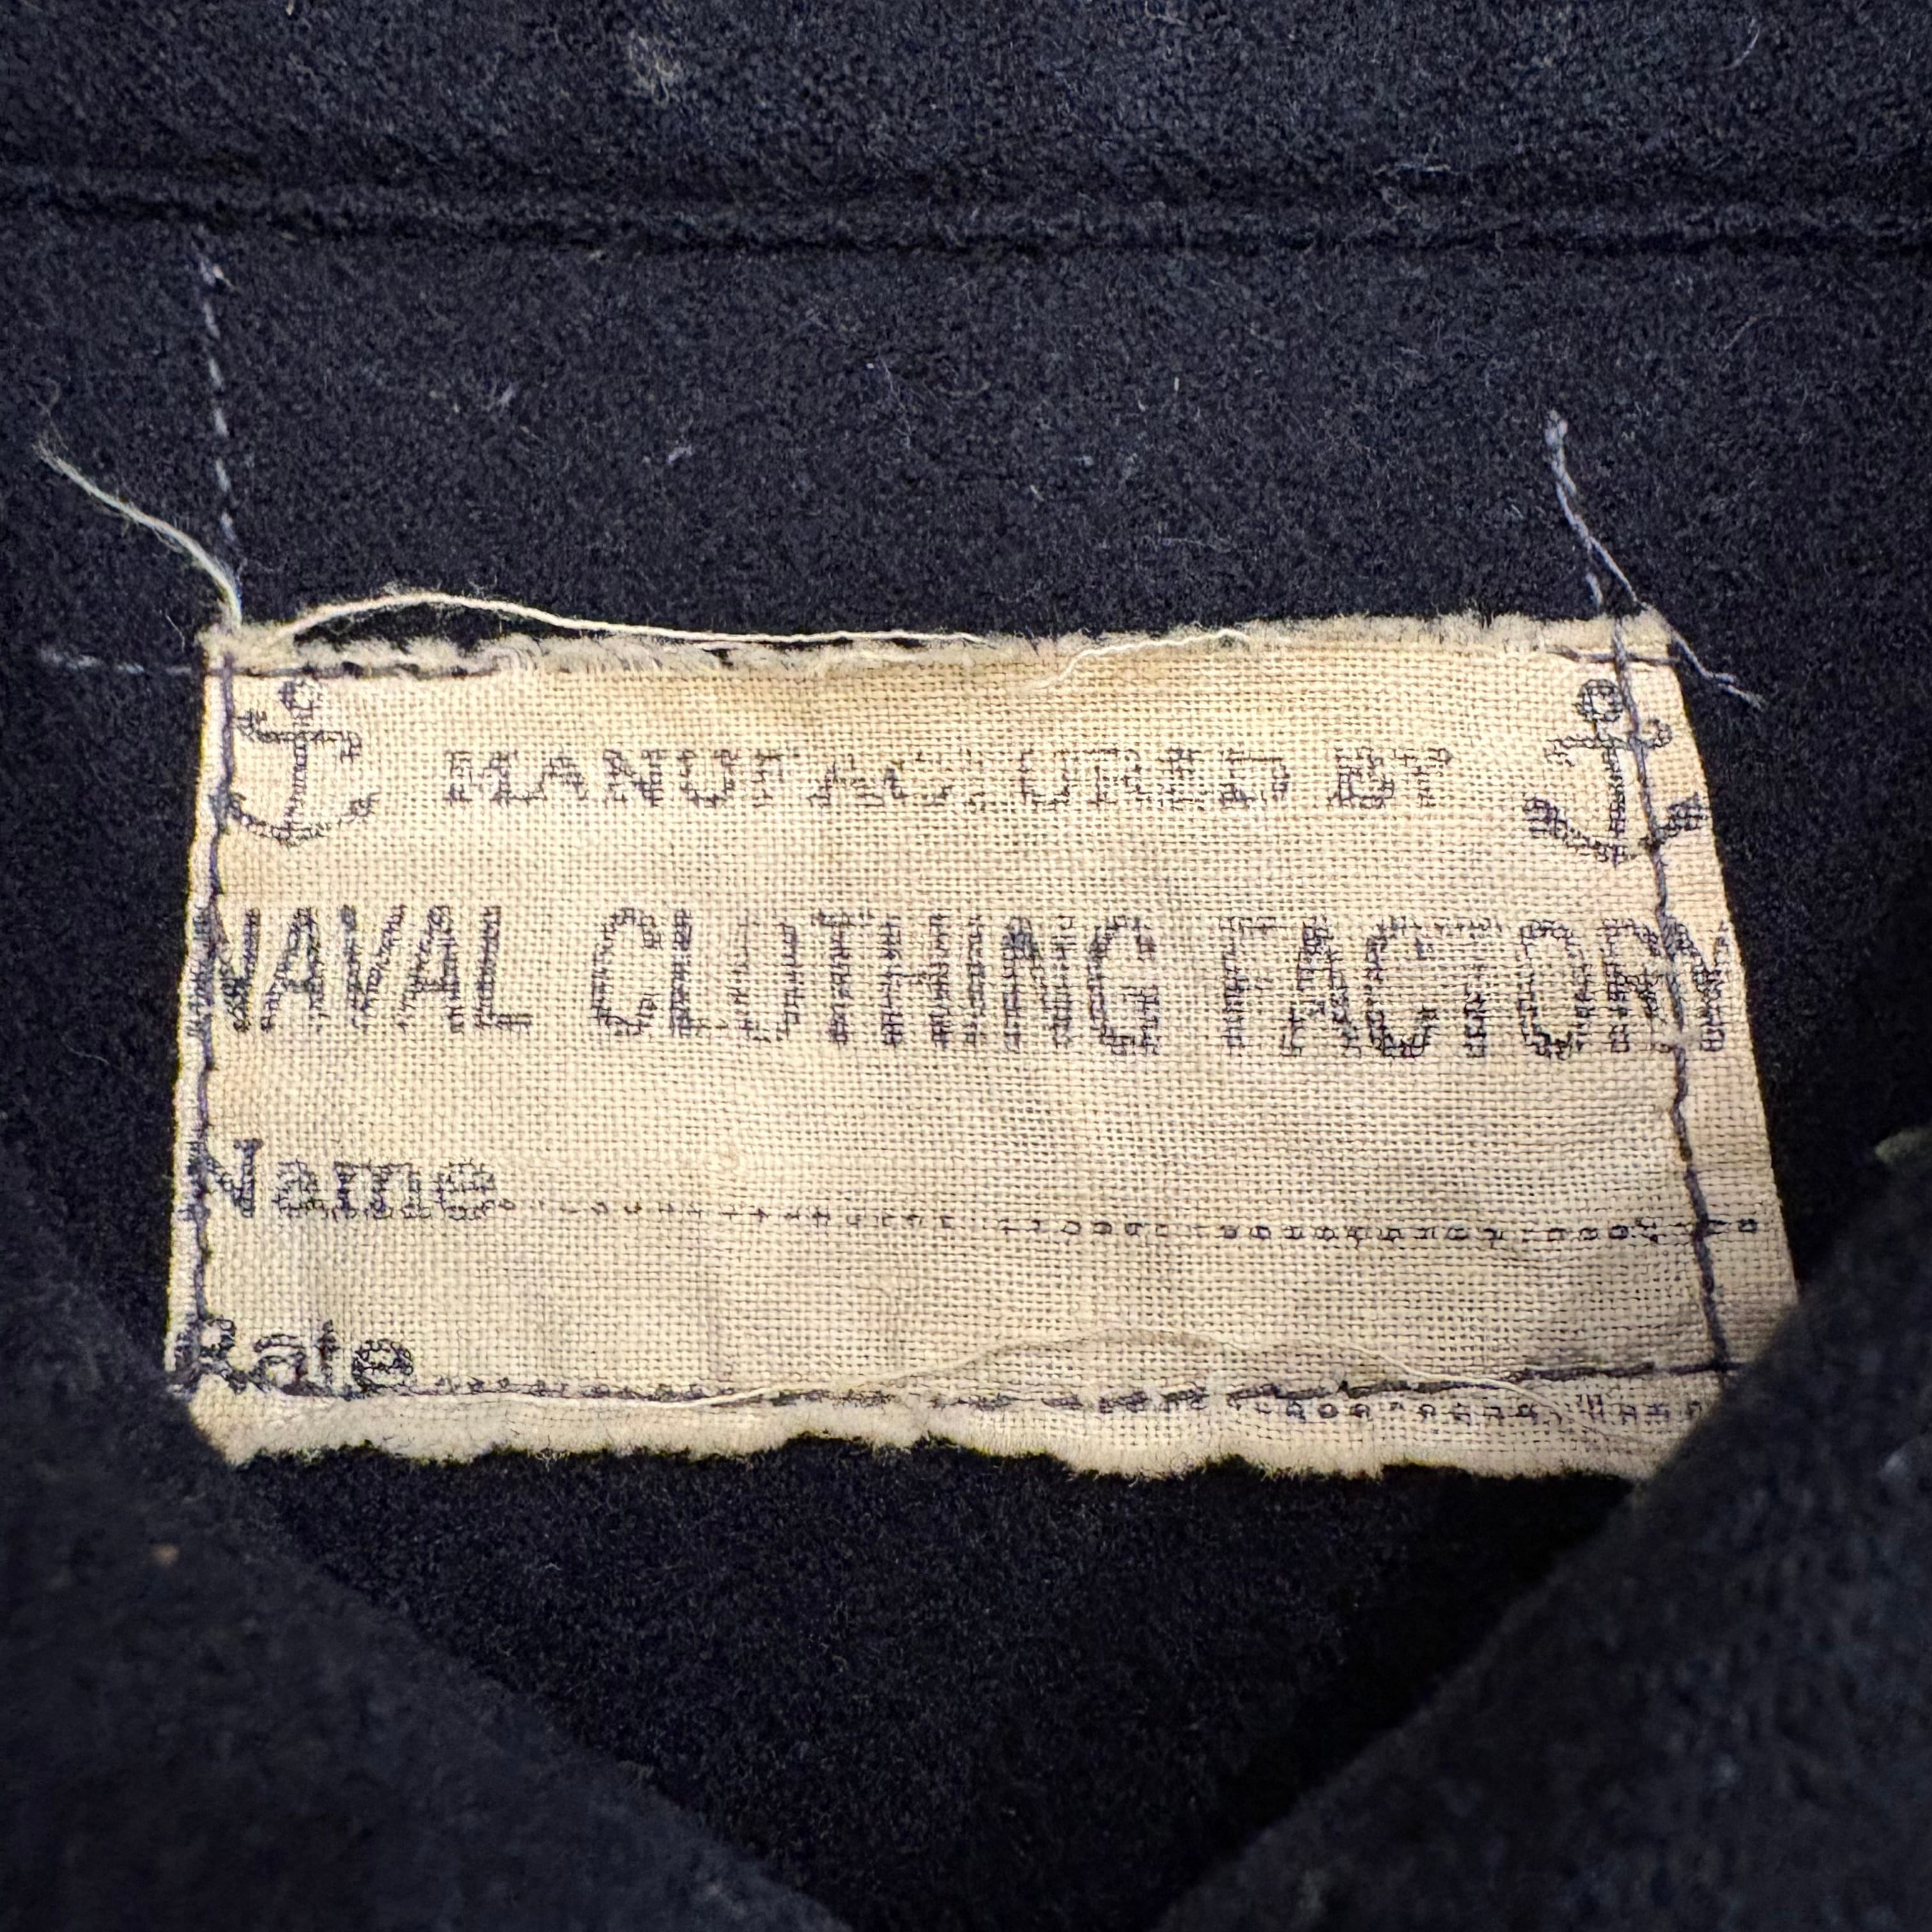 MANUFACTURED BY
NAVAL CLOTHING FACTORY
Name
Rate